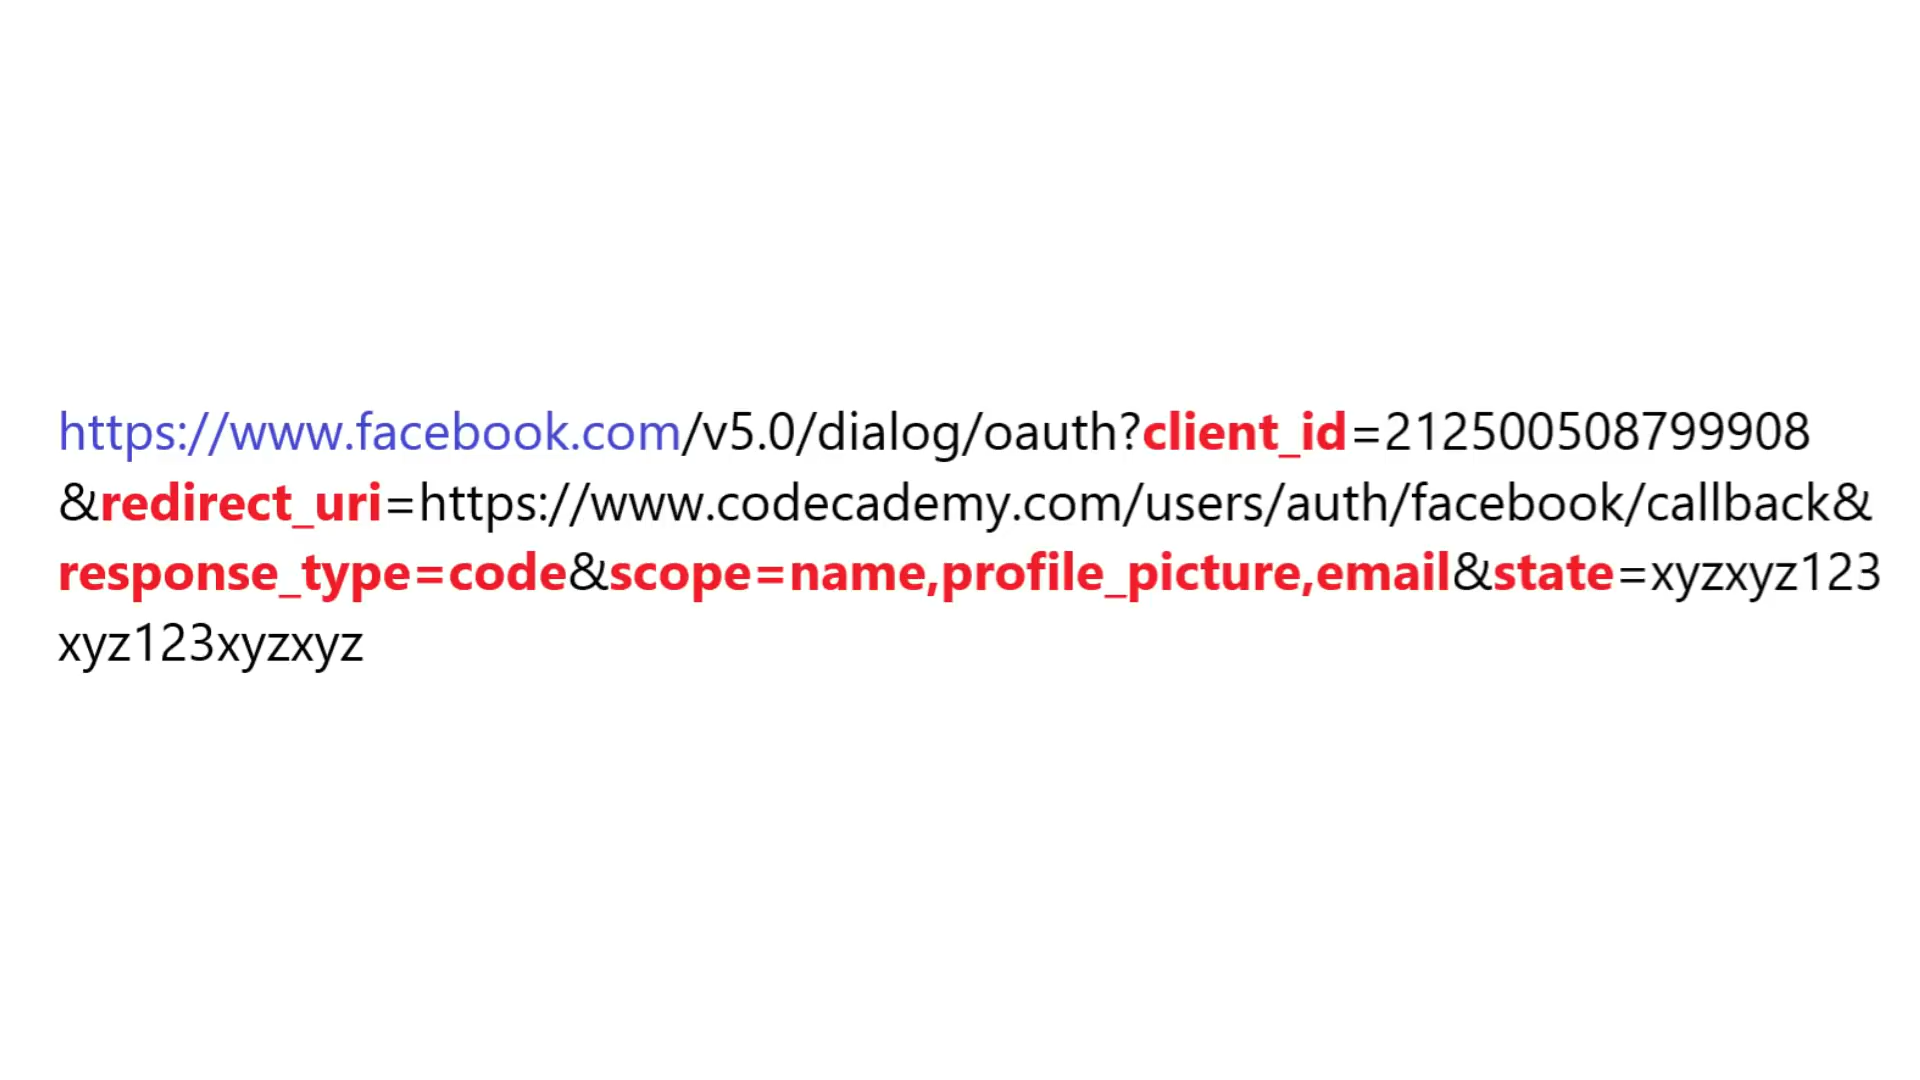 https://www.facebook.com/v5.0/dialog/oauth?client_id=212500508799908
&redirect_uri=https://www.codecademy.com/users/auth/facebook/callback&
response_type=code&scope=name,profile_picture,email&state=xyzxyz123
xyz123xyzxyz